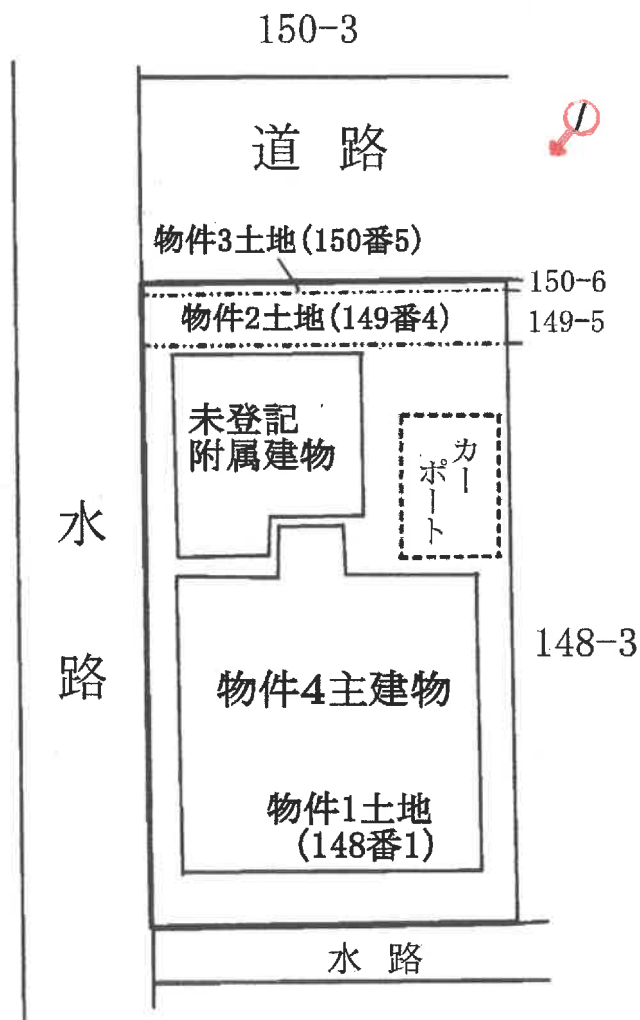 150-3
道路
物件3土地(150番5)
150-6
物件2土地(149番4)
149-5
未登記
附属建物
カー
ポート
水路
148-3
物件4主建物
物件1土地
(148番1)
水路